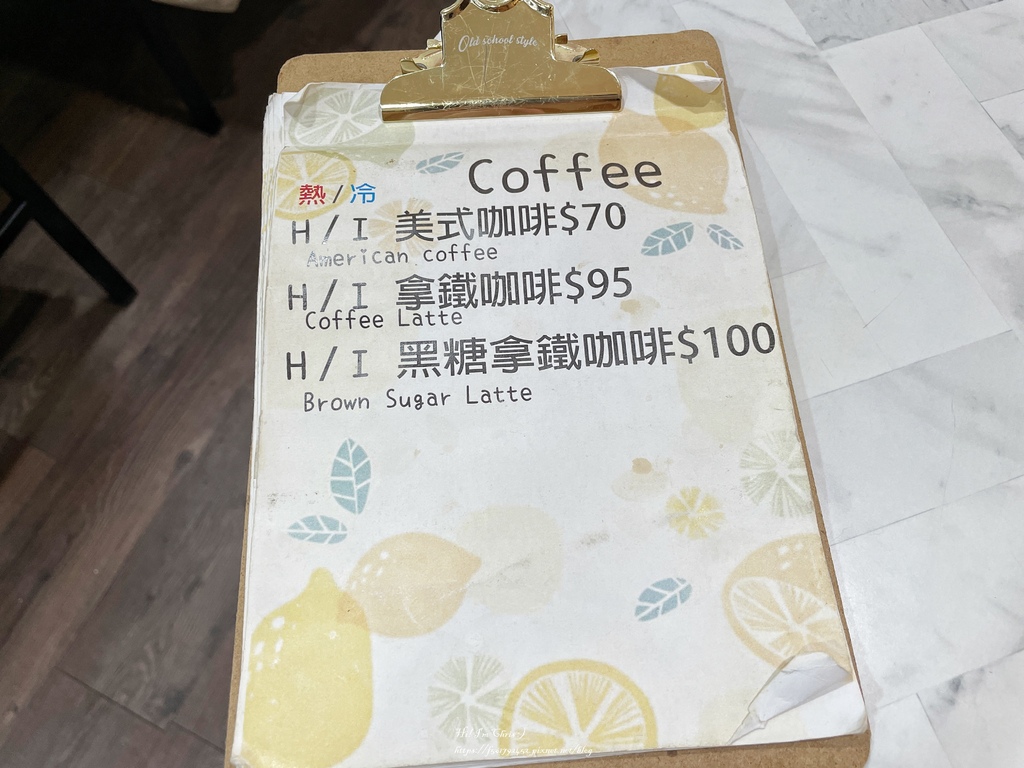 Old school style
Coffee
熱/冷
H/I 美式咖啡$70
American coffee
H/I 拿鐵咖啡$95
Coffee Latte
H/I 黑糖拿鐵咖啡$100
Brown Sugar Latte